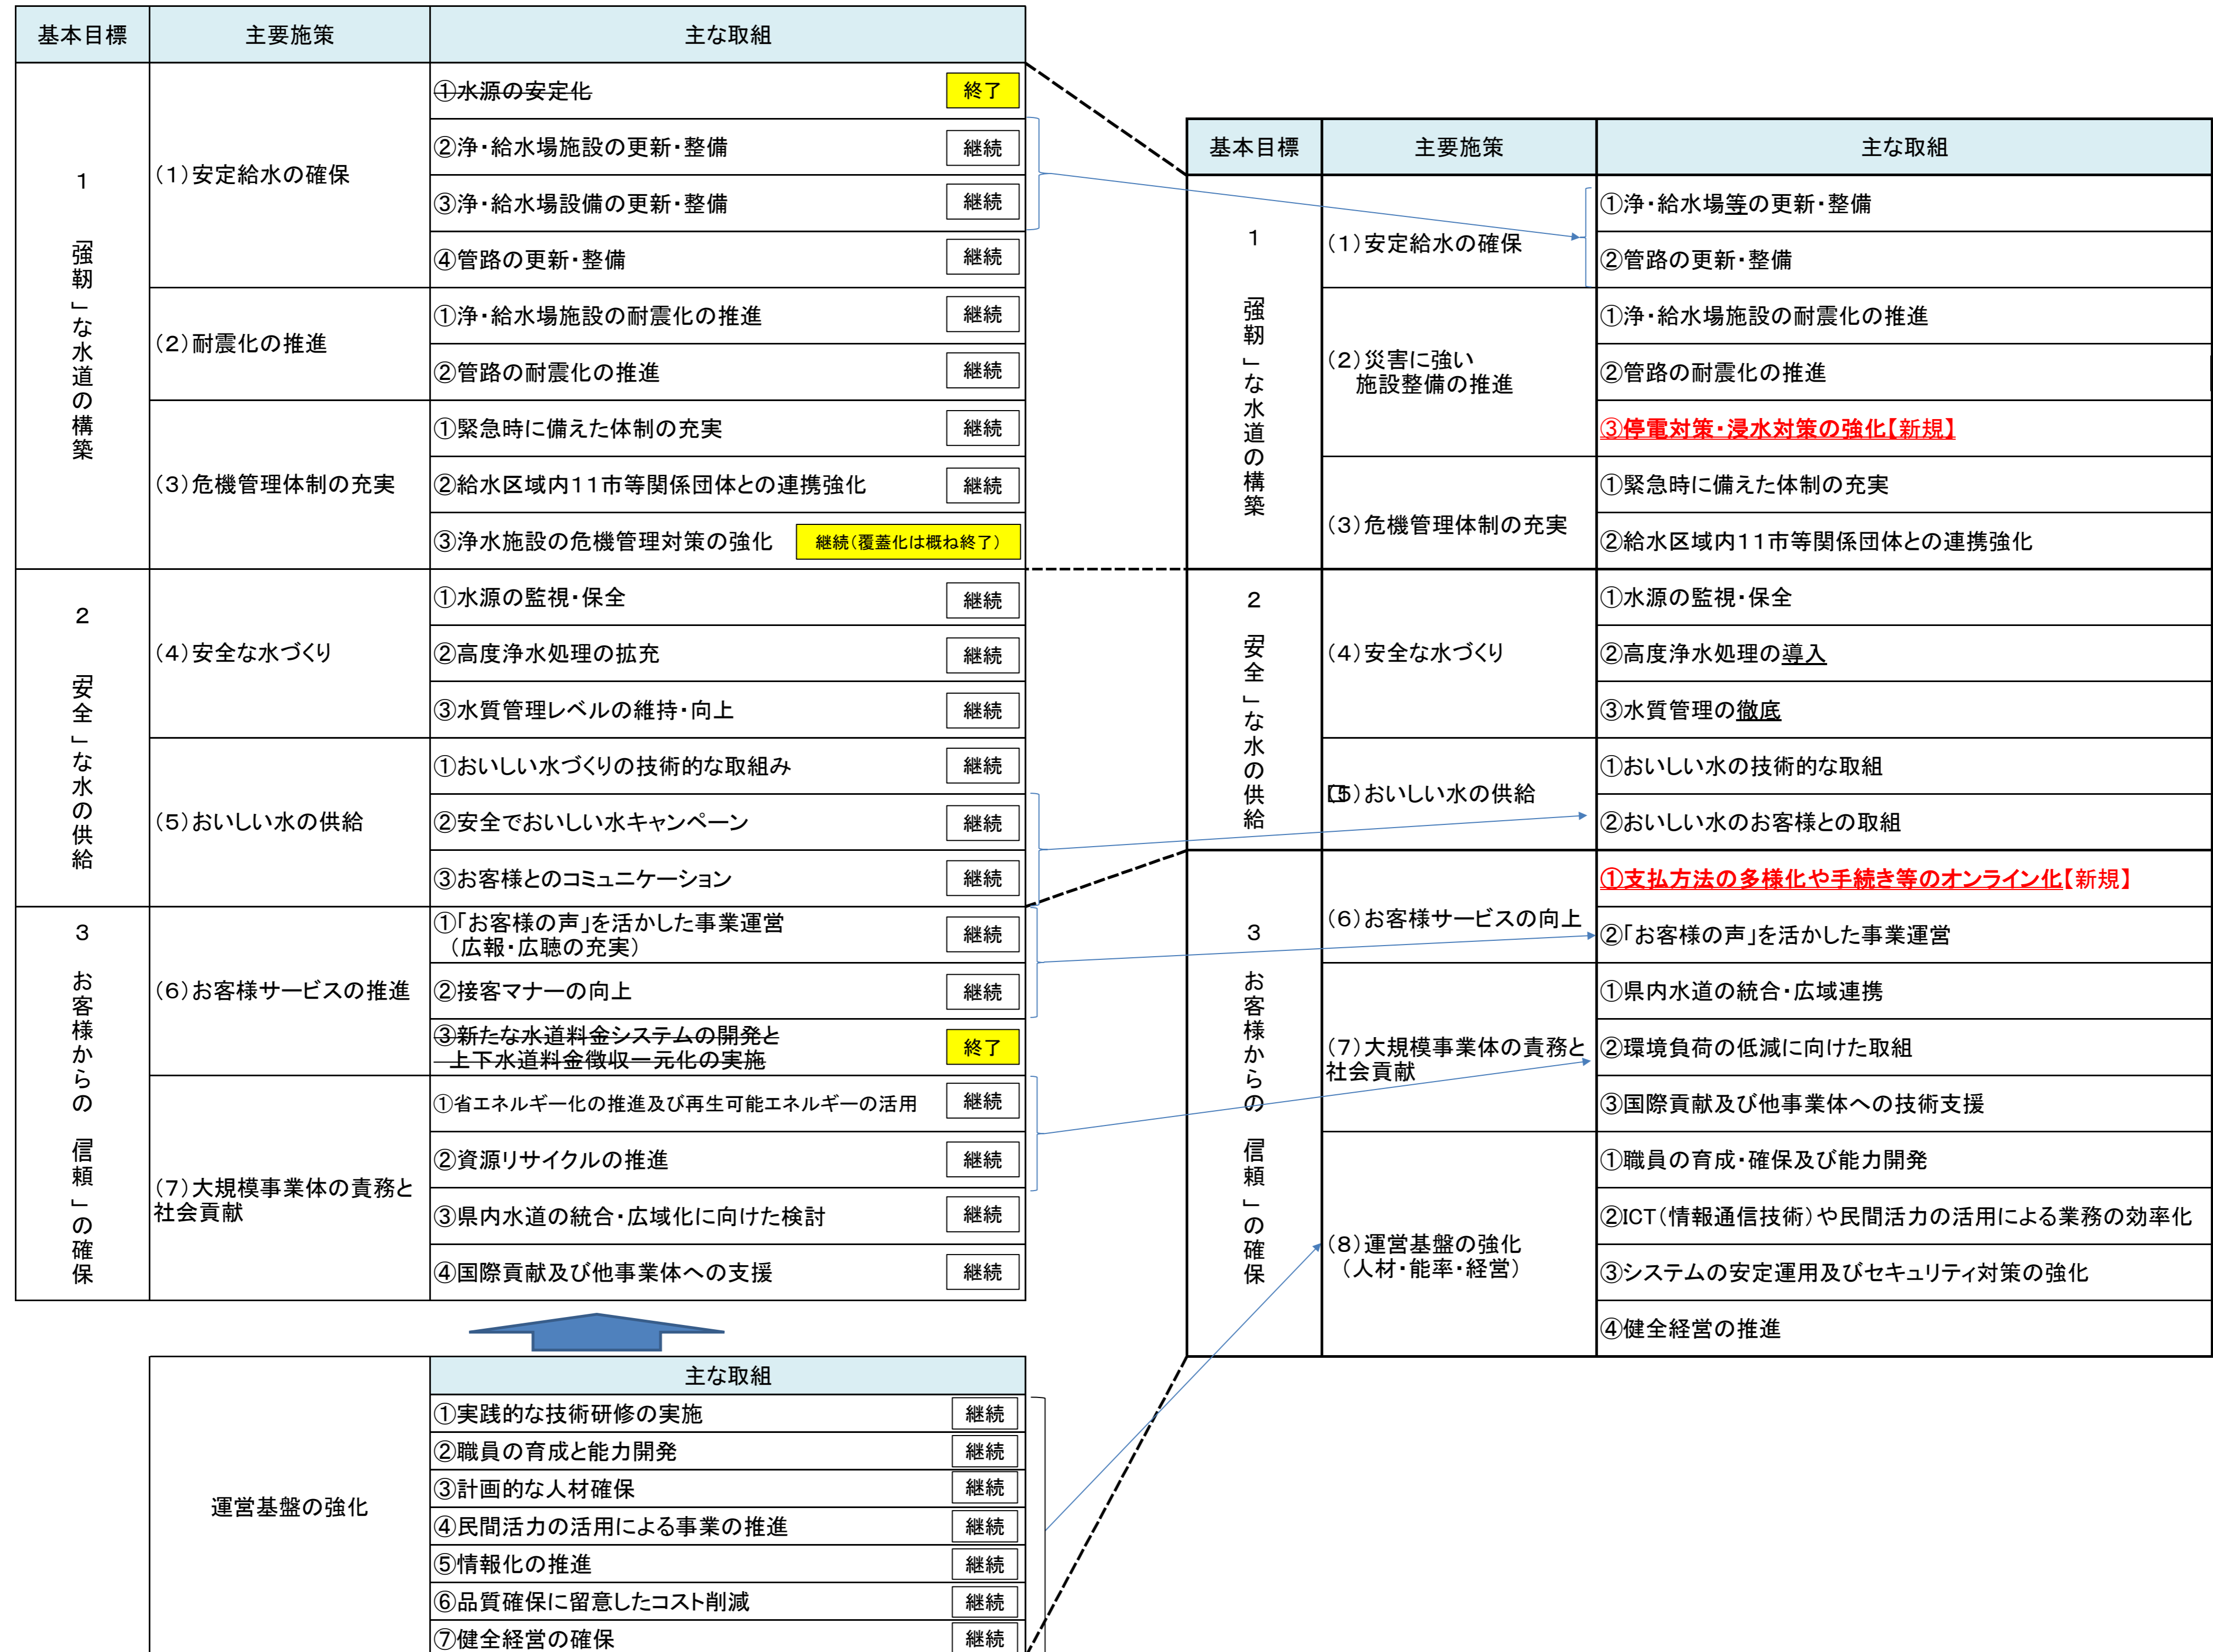 基本目標 主要施策 主な取組
1 「強靭」な水道の構築
(1)安定給水の確保
①水源の安定化 終了
②浄・給水場施設の更新・整備 継続
③浄・給水場設備の更新・整備 継続
④管路の更新・整備 継続
(2)耐震化の推進
①浄・給水場施設の耐震化の推進 継続
②管路の耐震化の推進 継続
(3)危機管理体制の充実
①緊急時に備えた体制の充実 継続
②給水区域内11市等関係団体との連携強化 継続
③浄水施設の危機管理対策の強化 継続(覆蓋化は概ね終了)
2 「安全」な水の供給
(4)安全な水づくり
①水源の監視・保全 継続
②高度浄水処理の拡充 継続
③水質管理レベルの維持・向上 継続
(5)おいしい水の供給
①おいしい水づくりの技術的な取組み 継続
②安全でおいしい水キャンペーン 継続
③お客様とのコミュニケーション 継続
3 お客様からの「信頼」の確保
(6)お客様サービスの推進
①「お客様の声」を活かした事業運営
(広報・広聴の充実) 継続
②接客マナーの向上 継続
③新たな水道料金システムの開発と
上下水道料金徴収一元化の実施 終了
(7)大規模事業体の責務と
社会貢献
①省エネルギー化の推進及び再生可能エネルギーの活用 継続
②資源リサイクルの推進 継続
③県内水道の統合・広域化に向けた検討 継続
④国際貢献及び他事業体への支援 継続
運営基盤の強化
主な取組
①実践的な技術研修の実施 継続
②職員の育成と能力開発 継続
③計画的な人材確保 継続
④民間活力の活用による事業の推進 継続
⑤情報化の推進 継続
⑥品質確保に留意したコスト削減 継続
⑦健全経営の確保 継続
基本目標 主要施策 主な取組
1 「強靭」な水道の構築
(1)安定給水の確保
①浄・給水場等の更新・整備
②管路の更新・整備
(2)災害に強い
施設整備の推進
①浄・給水場施設の耐震化の推進
②管路の耐震化の推進
③停電対策・浸水対策の強化【新規】
(3)危機管理体制の充実
①緊急時に備えた体制の充実
②給水区域内11市等関係団体との連携強化
2 「安全」な水の供給
(4)安全な水づくり
①水源の監視・保全
②高度浄水処理の導入
③水質管理の徹底
(5)おいしい水の供給
①おいしい水の技術的な取組
②おいしい水のお客様との取組
3 お客様からの「信頼」の確保
(6)お客様サービスの向上
①支払方法の多様化や手続き等のオンライン化【新規】
②「お客様の声」を活かした事業運営
(7)大規模事業体の責務と
社会貢献
①県内水道の統合・広域連携
②環境負荷の低減に向けた取組
③国際貢献及び他事業体への技術支援
(8)運営基盤の強化
(人材・能率・経営)
①職員の育成・確保及び能力開発
②ICT(情報通信技術)や民間活力の活用による業務の効率化
③システムの安定運用及びセキュリティ対策の強化
④健全経営の推進